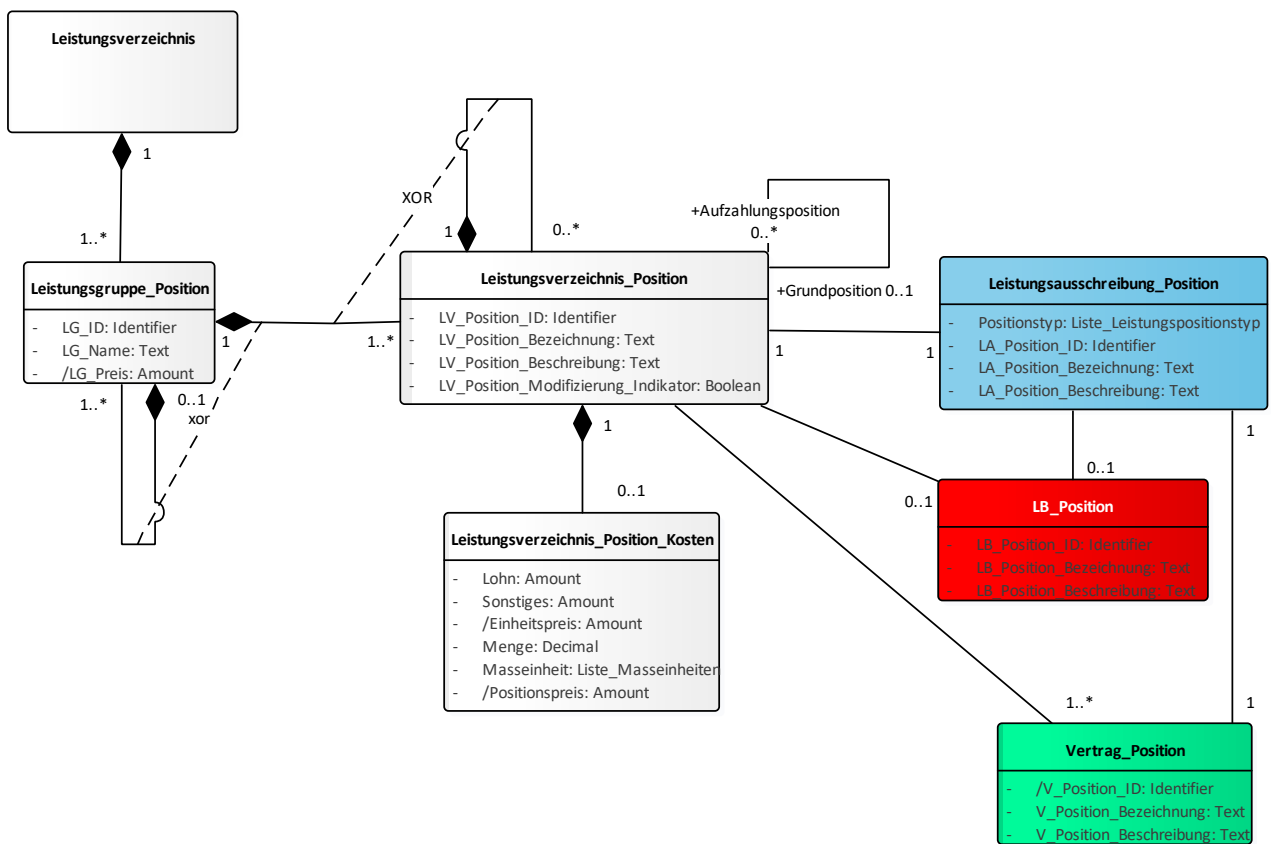 Leistungsverzeichnis
1
1..*
Leistungsgruppe_Position
- LG_ID: Identifier
- LG_Name: Text
- /LG_Preis: Amount
1
1..*
0..1
xor
XOR
1
0..*
1..*
Leistungsverzeichnis_Position
- LV_Position_ID: Identifier
- LV_Position_Bezeichnung: Text
- LV_Position_Beschreibung: Text
- LV_Position_Modifizierung_Indikator: Boolean
+Aufzahlungsposition
0..*
+Grundposition 0..1
1
1
Leistungsausschreibung_Position
- Positionstyp: Liste_Leistungspositionstyp
- LA_Position_ID: Identifier
- LA_Position_Bezeichnung: Text
- LA_Position_Beschreibung: Text
1
0..1
1
0..1
Leistungsverzeichnis_Position_Kosten
- Lohn: Amount
- Sonstiges: Amount
- /Einheitspreis: Amount
- Menge: Decimal
- Masseinheit: Liste_Masseinheiten
- /Positionspreis: Amount
0..1
LB_Position
- LB_Position_ID: Identifier
- LB_Position_Bezeichnung: Text
- LB_Position_Beschreibung: Text
1..*
1
Vertrag_Position
- /V_Position_ID: Identifier
- V_Position_Bezeichnung: Text
- V_Position_Beschreibung: Text